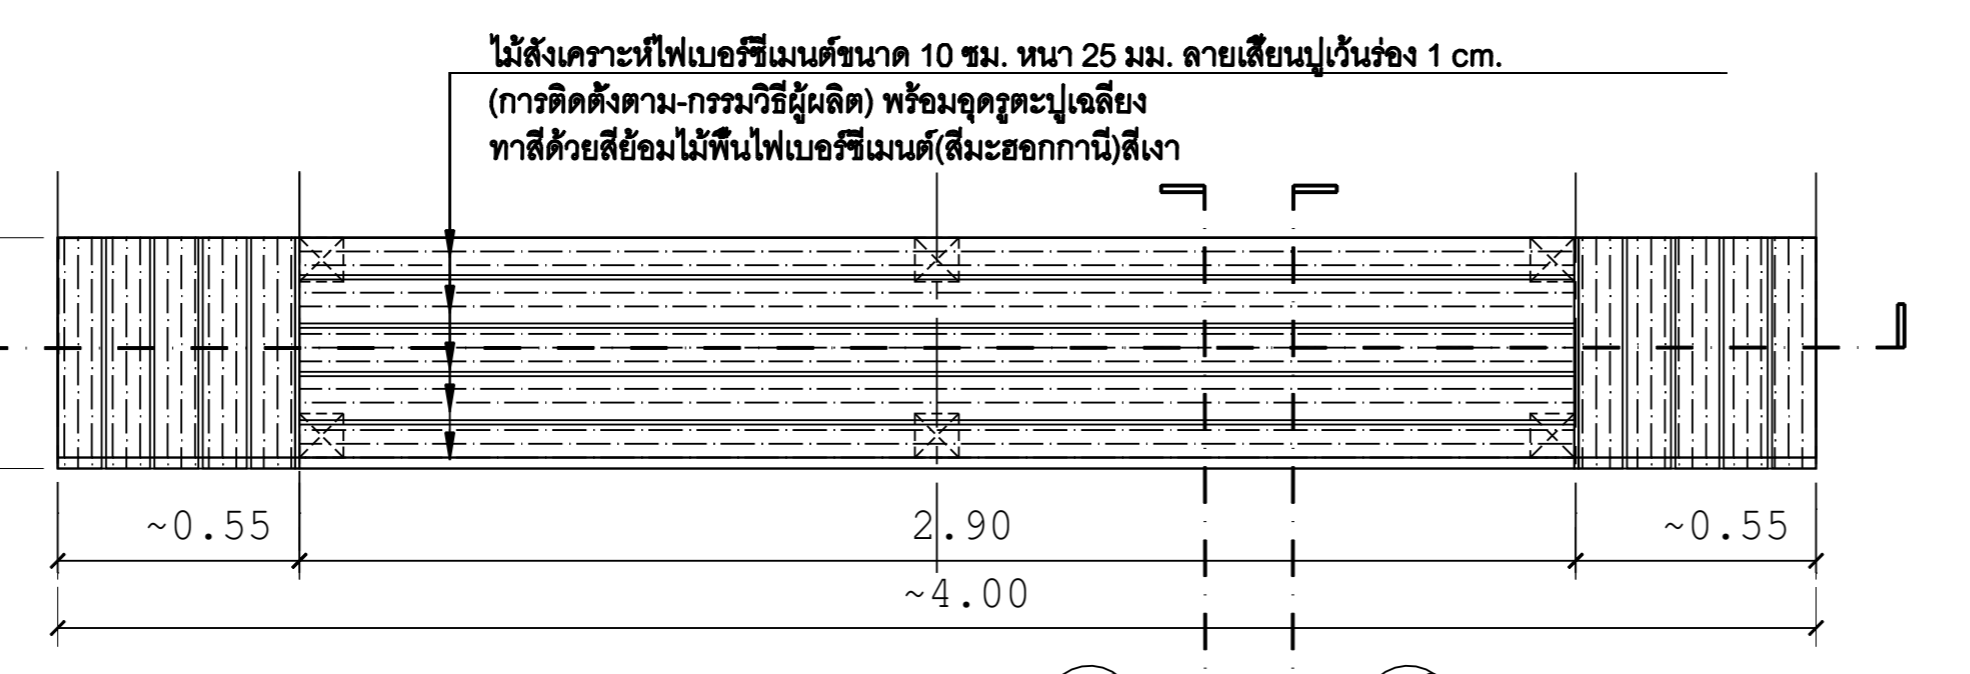 ไม้สังเคราะห์ไฟเบอร์ซีเมนต์ขนาด 10 ซม. หนา 25 มม. ลายเสี้ยนปูเว้นร่อง 1 cm.
(การติดตั้งตาม-กรรมวิธีผู้ผลิต) พร้อมอุดรูตะปูเฉลียง
ทาสีด้วยสีย้อมไม้พื้นไฟเบอร์ซีเมนต์(สีมะฮอกกานี)สีเงา
~0.55 2.90 ~0.55
~4.00